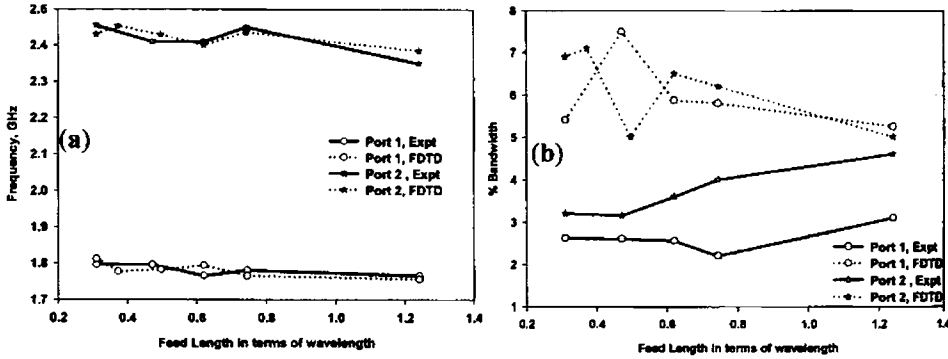 2.5
2.4
2.3
2.2
2.1
2.0
1.9
1.8
1.7
0.2 0.4 0.6 0.8 1.0 1.2 1.4
Frequency, GHz
Feed Length in terms of wavelength
(a)
Port 1, Expt
Port 1, FDTD
Port 2 , Expt
Port 2, FDTD
8
7
6
5
4
3
2
1
0.2 0.4 0.6 0.8 1.0 1.2 1.4
% Bandwidth
Feed Length in terms of wavelength
(b)
Port 1, Expt
Port 1, FDTD
Port 2 , Expt
Port 2, FDTD